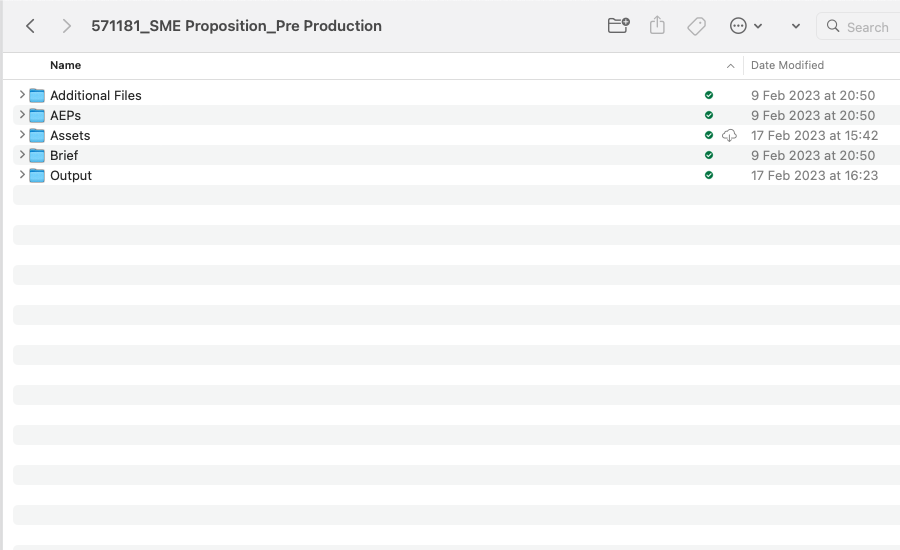 571181_SME Proposition_Pre Production
Search
Name Date Modified
Additional Files 9 Feb 2023 at 20:50
AEPs 9 Feb 2023 at 20:50
Assets 17 Feb 2023 at 15:42
Brief 9 Feb 2023 at 20:50
Output 17 Feb 2023 at 16:23